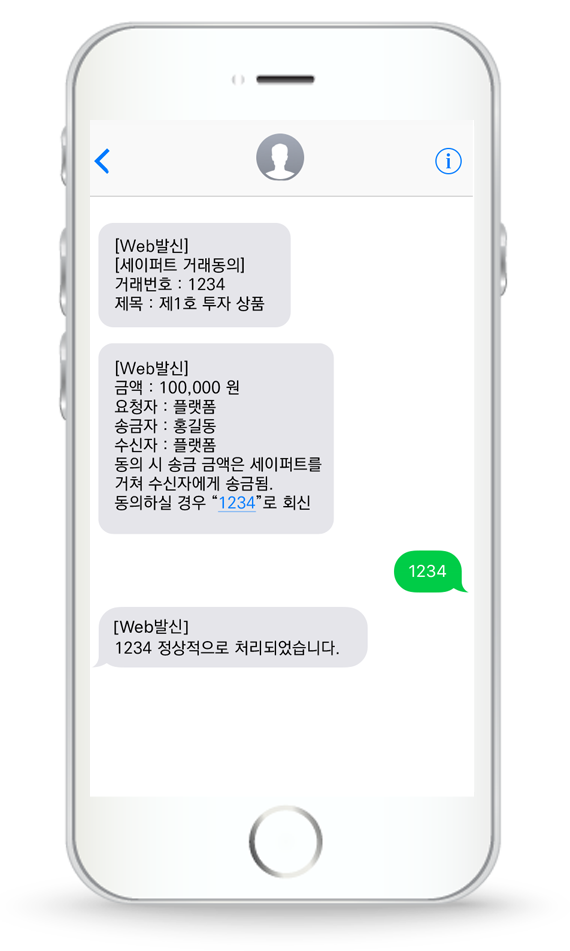 [Web발신]
[세이퍼트 거래동의]
거래번호 : 1234
제목 : 제1호 투자 상품
[Web발신]
금액 : 100,000 원
요청자 : 플랫폼
송금자 : 홍길동
수신자 : 플랫폼
동의 시 송금 금액은 세이퍼트를
거쳐 수신자에게 송금됨.
동의하실 경우 “1234”로 회신
1234
[Web발신]
1234 정상적으로 처리되었습니다.